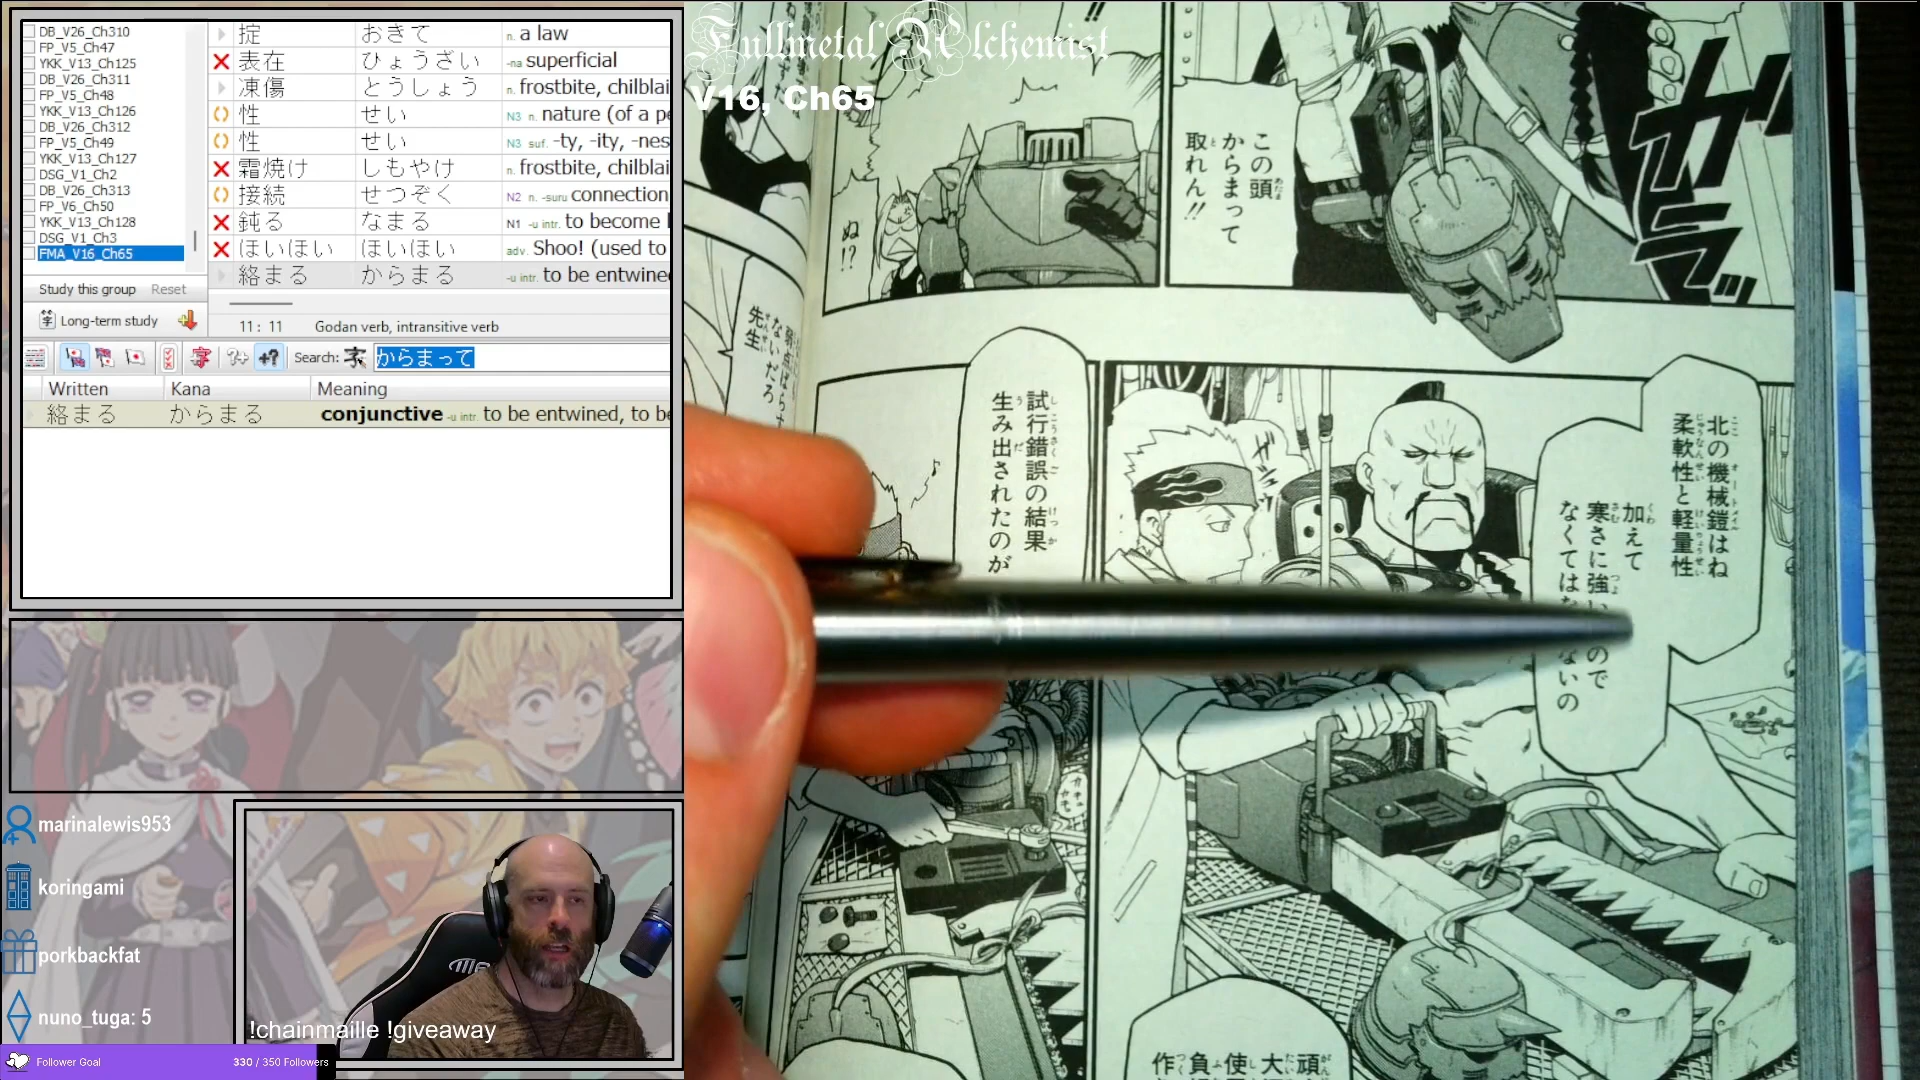 DB_V26_Ch310
FP_V5_Ch47
YKK_V13_Ch125
DB_V26_Ch311
FP_V5_Ch48
YKK_V13_Ch126
DB_V26_Ch312
FP_V5_Ch49
YKK_V13_Ch127
DSG_V1_Ch2
DB_V26_Ch313
FP_V6_Ch50
YKK_V13_Ch128
DSG_V1_Ch3
FMA_V16_Ch65
Study this group Reset
Long-term study
掟 おきて n. a law
表在 ひょうざい -na superficial
凍傷 とうしょう n. frostbite, chilblai
性 せい N3 n. nature (of a pe
性 せい N3 suf. -ty, -ity, -nes
霜焼け しもやけ n. frostbite, chilblai
接続 せつぞく N2 n. -suru connection
鈍る なまる N1 -u intr. to become
ほいほい ほいほい adv. Shoo! (used to
絡まる からまる -u intr. to be entwined
11: 11 Godan verb, intransitive verb
Search: 字 からまって
Written Kana Meaning
絡まる からまる conjunctive -u intr. to be entwined, to be
marinalewis953
koringami
porkbackfat
nuno_tuga: 5
!chainmaille !giveaway
Follower Goal 330 / 350 Followers
Fullmetal Alchemist
V16, Ch65
この頭
からまって
取れん!!
ぬ!?
先生
北の機械鎧はね
柔軟性と軽量性
加えて
寒さに強い
ので
なくては
ないの
試行錯誤の結果
生み出されたのが
頑
大
使
負
作